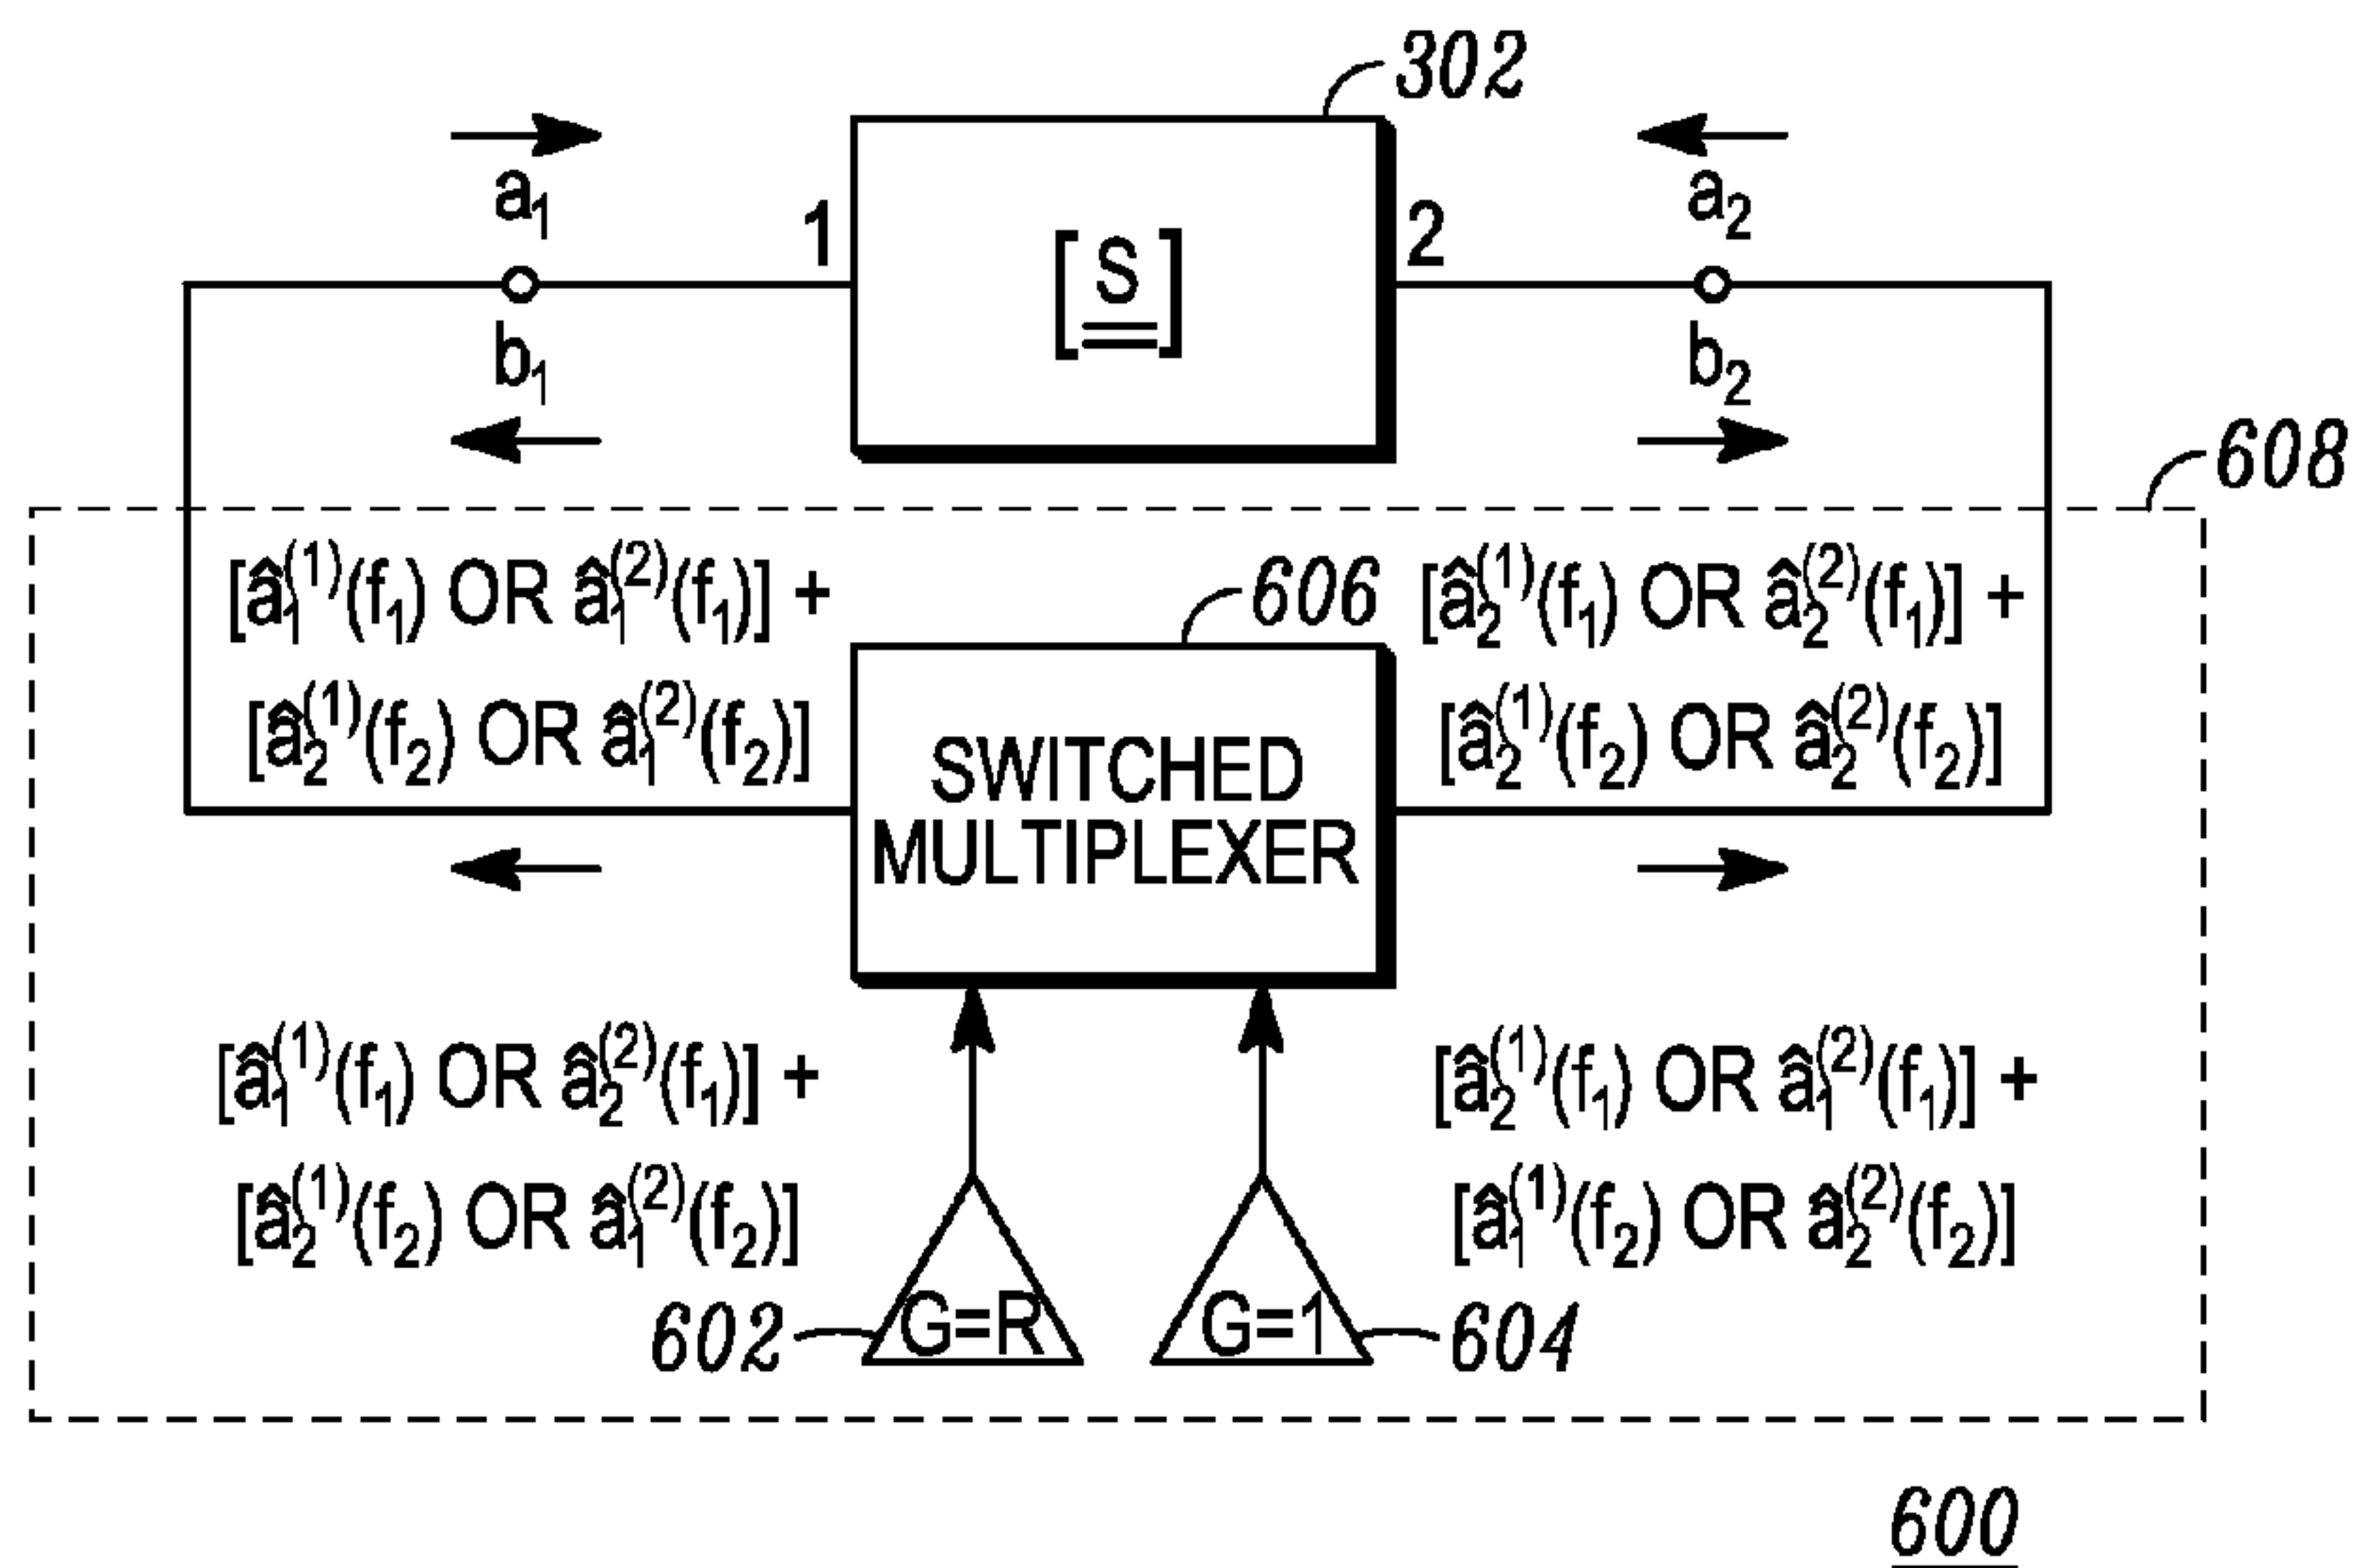 302
a₁
1
[S]
2
a₂
b₁
b₂
608
[â₁⁽¹⁾(f₁) OR â₁⁽²⁾(f₁)] +
[â₂⁽¹⁾(f₂) OR â₁⁽²⁾(f₂)]
606
[â₂⁽¹⁾(f₁) OR â₂⁽²⁾(f₁)] +
[â₂⁽¹⁾(f₂) OR â₂⁽²⁾(f₂)]
SWITCHED
MULTIPLEXER
[â₁⁽¹⁾(f₁) OR â₂⁽²⁾(f₁)] +
[â₂⁽¹⁾(f₂) OR â₁⁽²⁾(f₂)]
[â₂⁽¹⁾(f₁) OR â₁⁽²⁾(f₁)] +
[â₁⁽¹⁾(f₂) OR â₂⁽²⁾(f₂)]
602
G=R
G=1
604
600